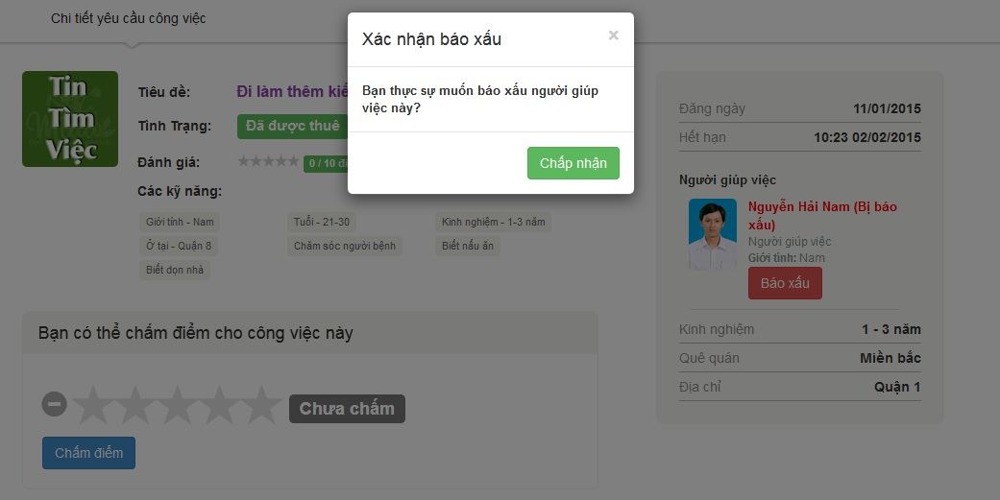 Chi tiết yêu cầu công việc
Xác nhận báo xấu
×
Bạn thực sự muốn báo xấu người giúp
việc này?
Chấp nhận
Tin
Tìm
Việc
Tiêu đề:
Đi làm thêm
Tình Trạng:
Đã được thuê
Đánh giá:
0 / 10
Các kỹ năng:
Giới tính - Nam
Tuổi - 21-30
Kinh nghiệm - 1-3 năm
Ở tại - Quận 8
Chăm sóc người bệnh
Biết nấu ăn
Biết dọn nhà
Bạn có thể chấm điểm cho công việc này
Chưa chấm
Chấm điểm
Đăng ngày 11/01/2015
Hết hạn 10:23 02/02/2015
Người giúp việc
Nguyễn Hải Nam (Bị báo
xấu)
Người giúp việc
Giới tình: Nam
Báo xấu
Kinh nghiệm 1 - 3 năm
Quê quán Miền bắc
Địa chỉ Quận 1